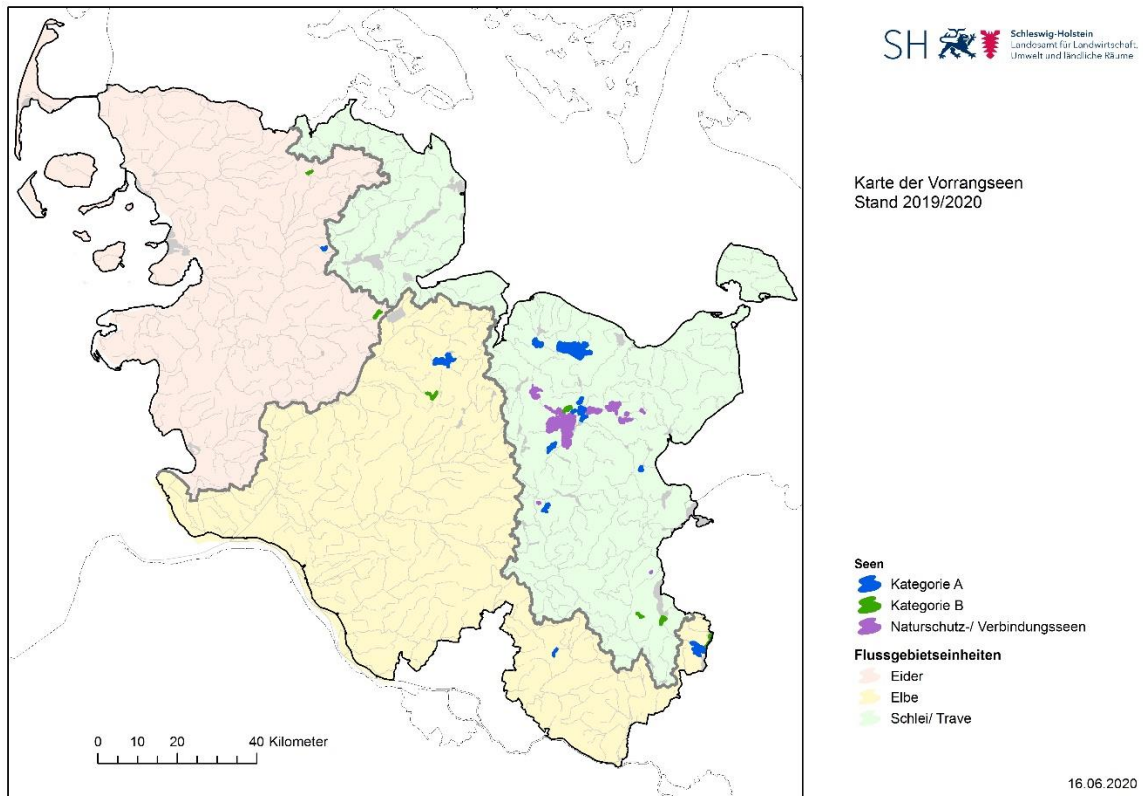 SH
Schleswig-Holstein
Landesamt für Landwirtschaft,
Umwelt und ländliche Räume
Karte der Vorrangseen
Stand 2019/2020
Seen
Kategorie A
Kategorie B
Naturschutz-/ Verbindungsseen
Flussgebietseinheiten
Eider
Elbe
Schlei/ Trave
0 10 20 40 Kilometer
16.06.2020